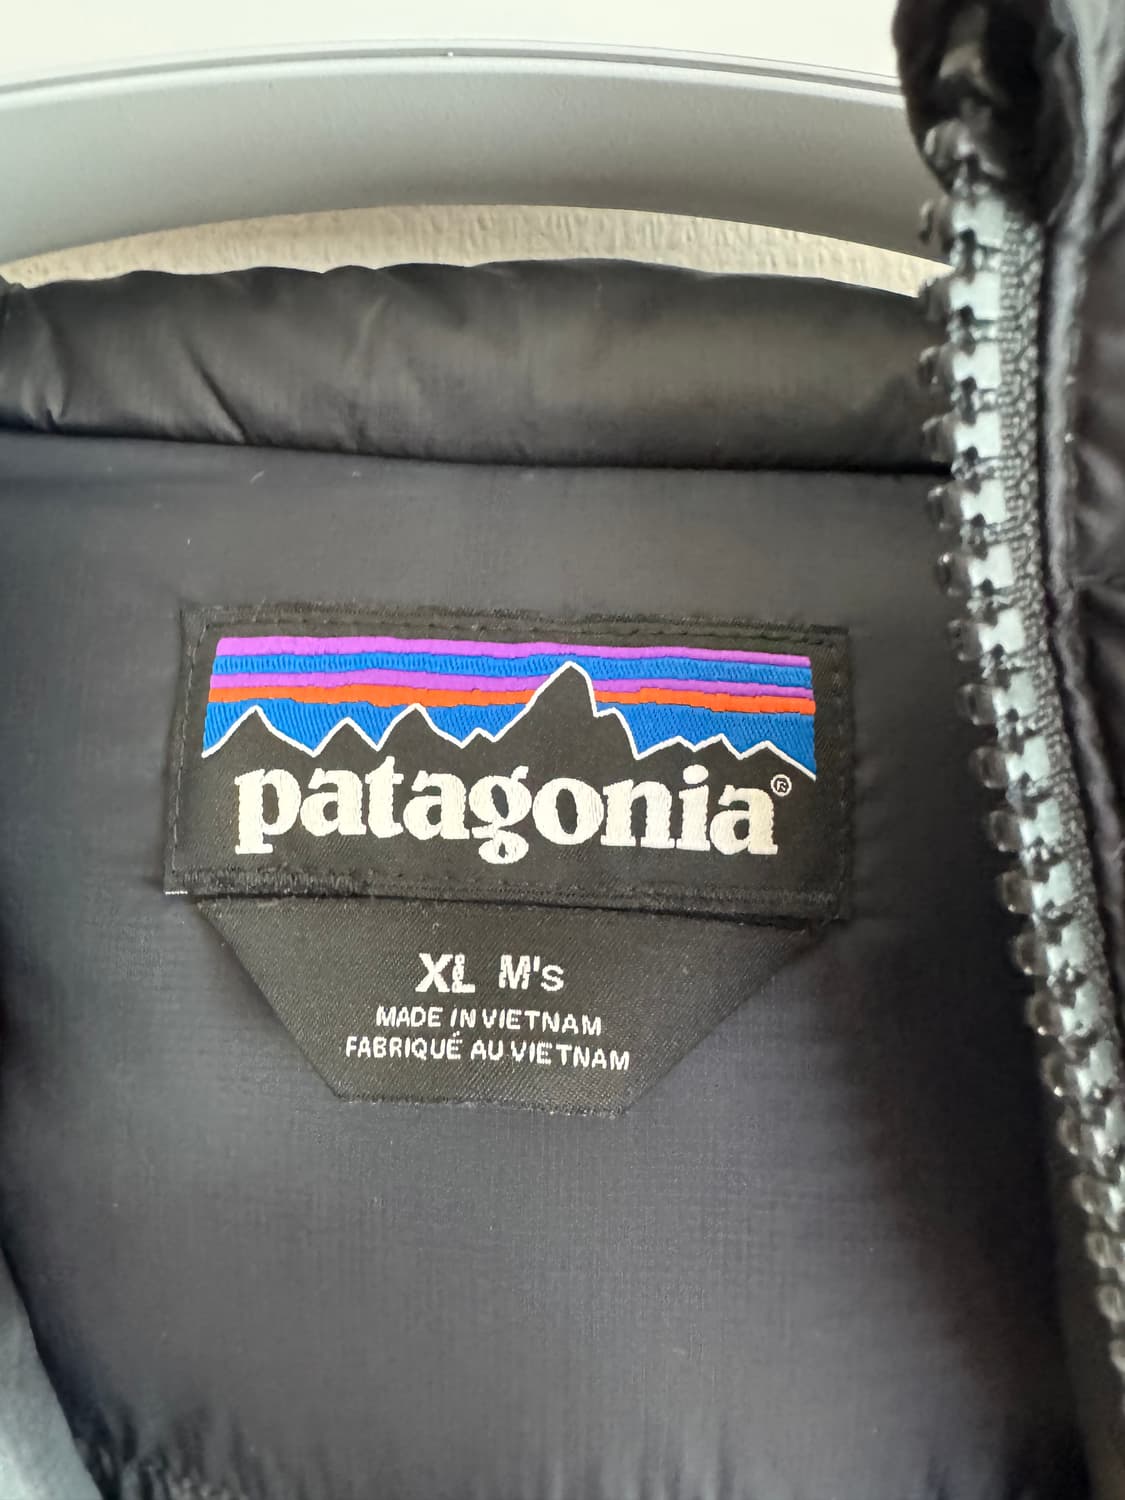 patagonia®
XL M's
MADE IN VIETNAM
FABRIQUÉ AU VIETNAM